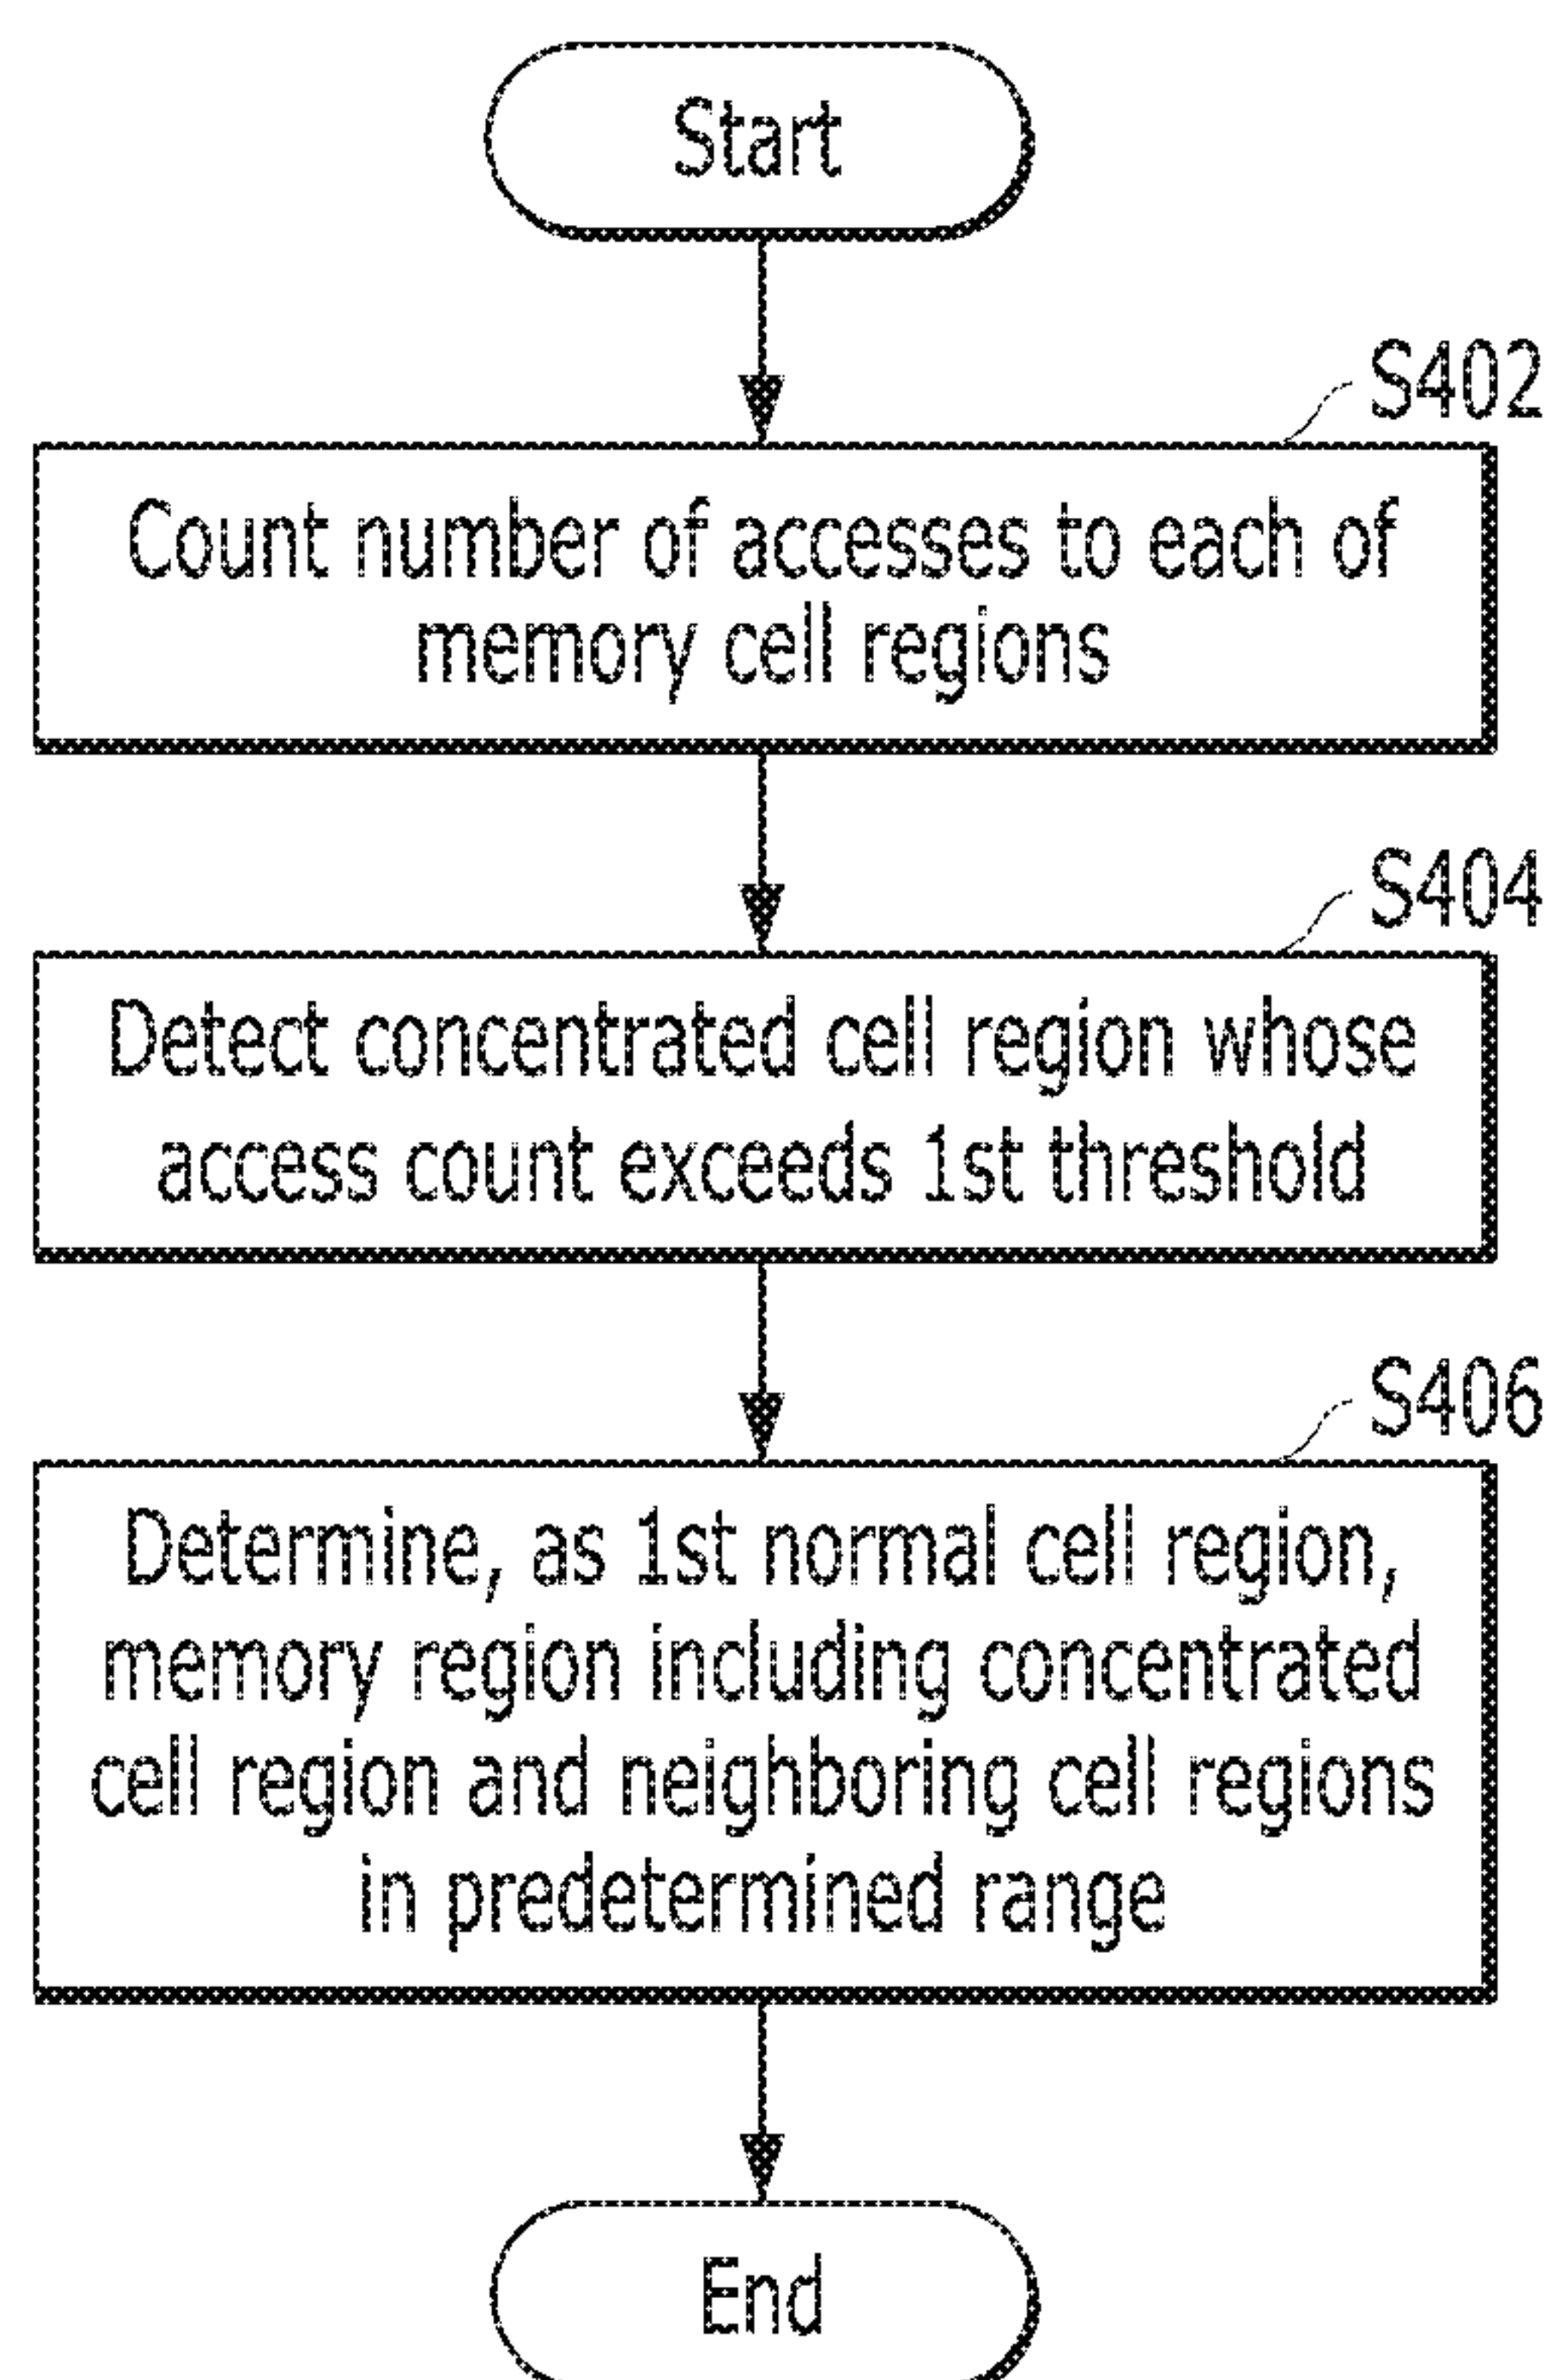 Start
S402
Count number of accesses to each of
memory cell regions
S404
Detect concentrated cell region whose
access count exceeds 1st threshold
S406
Determine, as 1st normal cell region,
memory region including concentrated
cell region and neighboring cell regions
in predetermined range
End